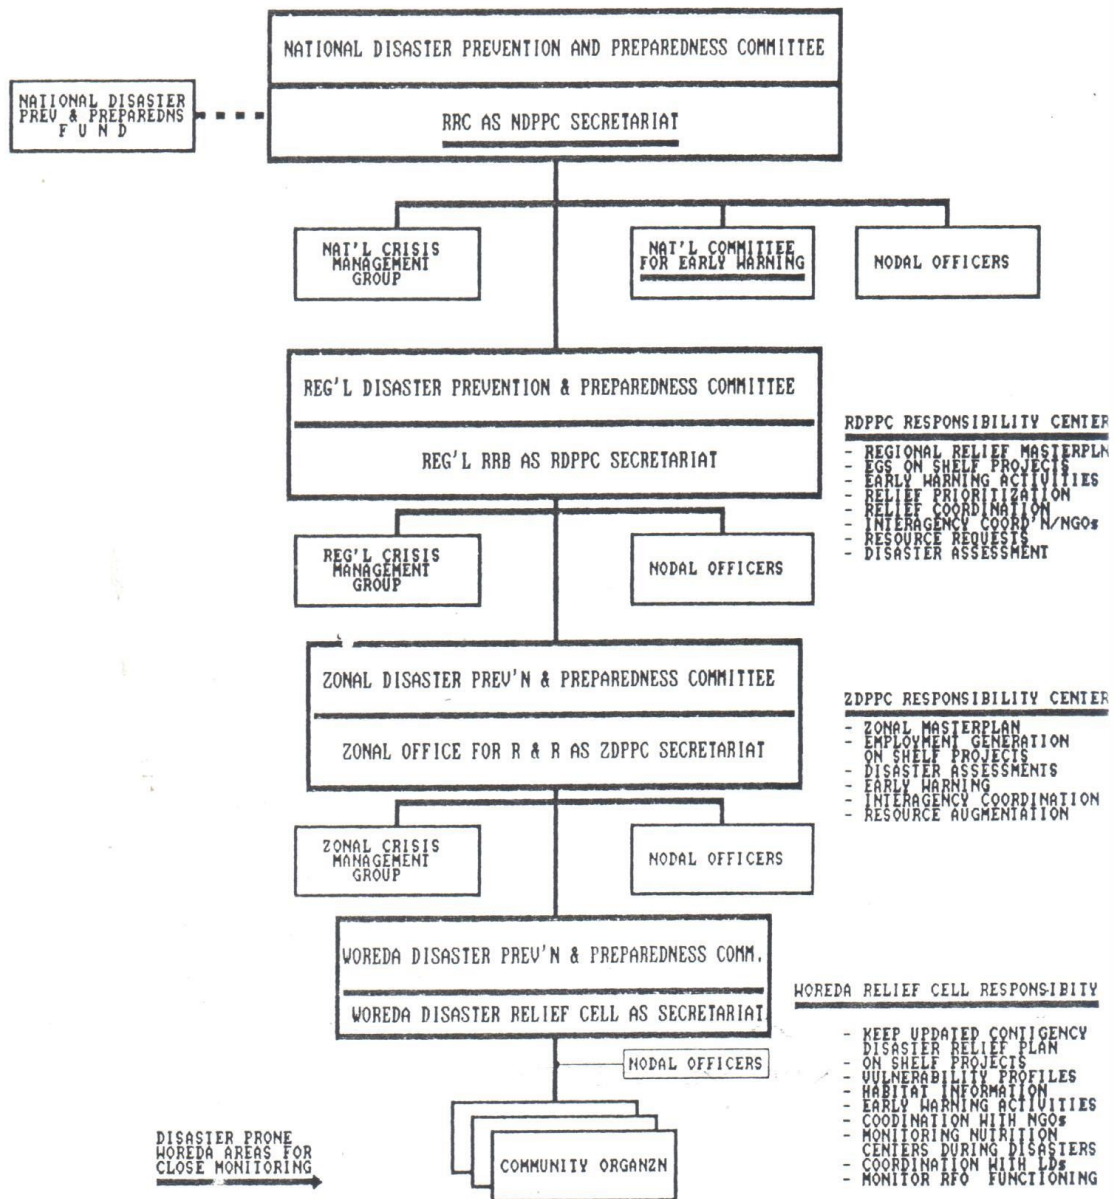 NATIONAL DISASTER PREVENTION AND PREPAREDNESS COMMITTEE
NATIONAL DISASTER
PREV & PREPAREDNS
F U N D
RRC AS NDPPC SECRETARIAT
NAT'L CRISIS
MANAGEMENT
GROUP
NAT'L COMMITTEE
FOR EARLY WARNING
NODAL OFFICERS
REG'L DISASTER PREVENTION & PREPAREDNESS COMMITTEE
REG'L RRB AS RDPPC SECRETARIAT
RDPPC RESPONSIBILITY CENTER
- REGIONAL RELIEF MASTERPLN
- EGS ON SHELF PROJECTS
- EARLY WARNING ACTIVITIES
- RELIEF PRIORITIZATION
- RELIEF COORDINATION
- INTERAGENCY COORD'N/NGOs
- RESOURCE REQUESTS
- DISASTER ASSESSMENT
REG'L CRISIS
MANAGEMENT
GROUP
NODAL OFFICERS
ZONAL DISASTER PREV'N & PREPAREDNESS COMMITTEE
ZONAL OFFICE FOR R & R AS ZDPPC SECRETARIAT
ZDPPC RESPONSIBILITY CENTER
- ZONAL MASTERPLAN
- EMPLOYMENT GENERATION
ON SHELF PROJECTS
- DISASTER ASSESSMENTS
- EARLY WARNING
- INTERAGENCY COORDINATION
- RESOURCE AUGMENTATION
ZONAL CRISIS
MANAGEMENT
GROUP
NODAL OFFICERS
WOREDA DISASTER PREV'N & PREPAREDNESS COMM.
WOREDA DISASTER RELIEF CELL AS SECRETARIAT.
NODAL OFFICERS
WOREDA RELIEF CELL RESPONSIBITY
- KEEP UPDATED CONTIGENCY
DISASTER RELIEF PLAN
- ON SHELF PROJECTS
- VULNERABILITY PROFILES
- HABITAT INFORMATION
- EARLY WARNING ACTIVITIES
- COODINATION WITH NGOs
- MONITORING NUTRITION
CENTERS DURING DISASTERS
- COORDINATION WITH LDs
- MONITOR RFO FUNCTIONING
DISASTER PRONE
WOREDA AREAS FOR
CLOSE MONITORING
COMMUNITY ORGANZN